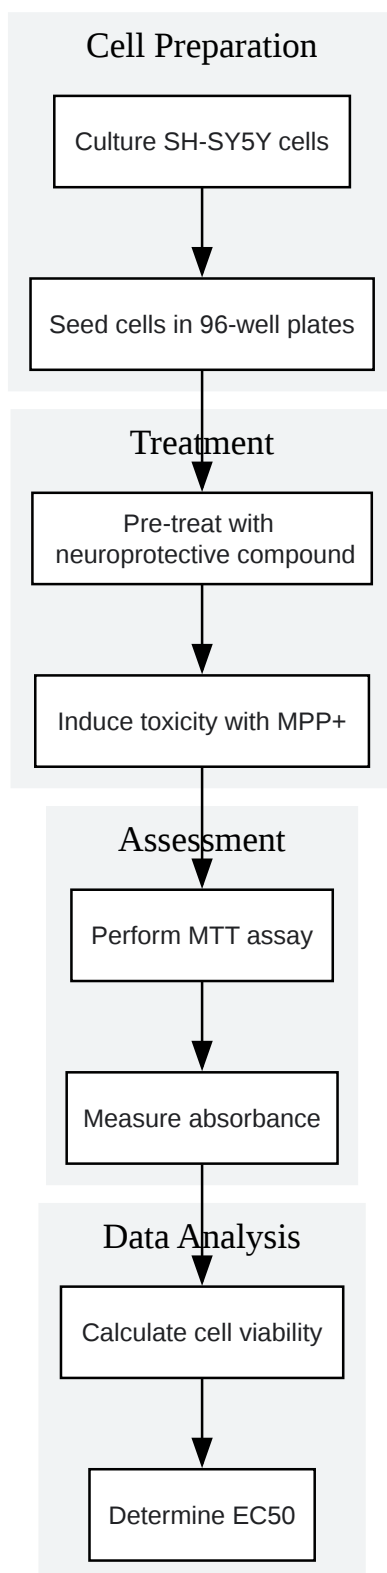 Cell Preparation
Culture SH-SY5Y cells
Seed cells in 96-well plates
Treatment
Pre-treat with
neuroprotective compound
Induce toxicity with MPP+
Assessment
Perform MTT assay
Measure absorbance
Data Analysis
Calculate cell viability
Determine EC50